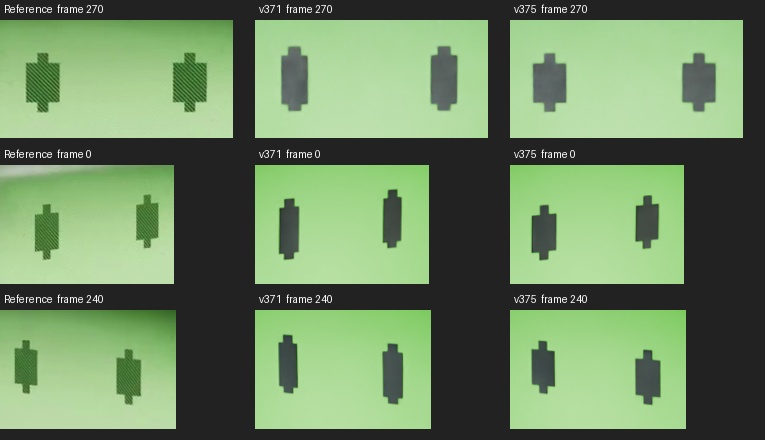 Reference frame 270
v371 frame 270
v375 frame 270
Reference frame 0
v371 frame 0
v375 frame 0
Reference frame 240
v371 frame 240
v375 frame 240